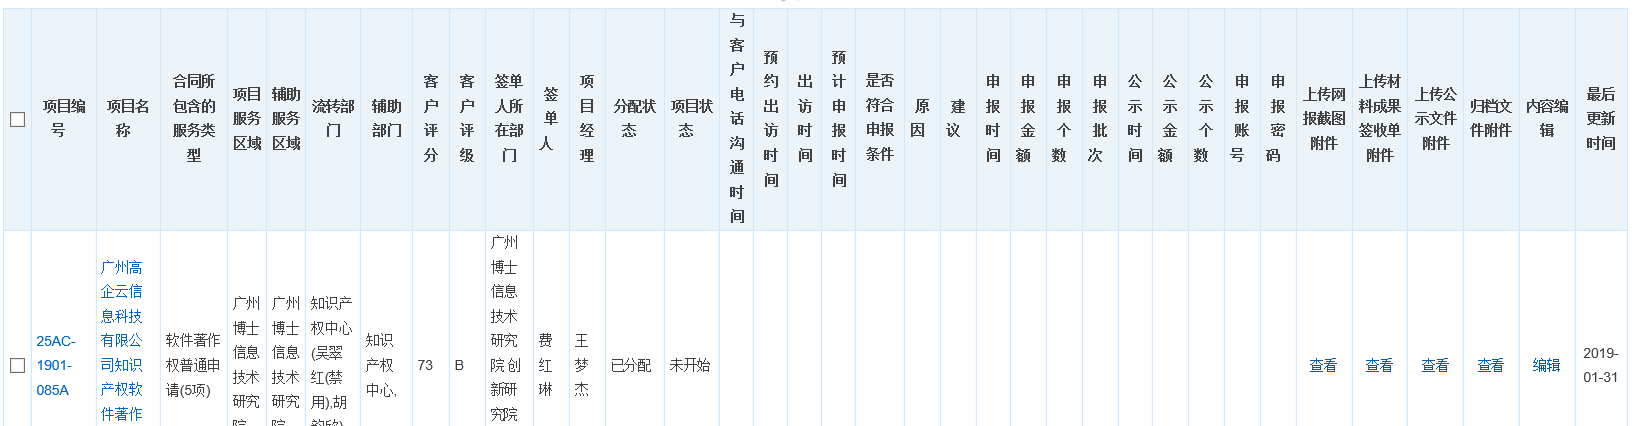 项目编
号
项目名
称
合同所
包含的
服务类
型
项目
服务
区域
辅助
服务
区域
流转部
门
辅助
部门
客
户
评
分
客
户
评
级
签单
人所
在部
门
签
单
人
项
目
经
理
分配状
态
项目状
态
与
客
户
电
话
沟
通
时
间
预
约
出
访
时
间
出
访
时
间
预
计
申
报
时
间
是否
符合
申报
条件
原
因
建
议
申
报
时
间
申
报
金
额
申
报
个
数
申
报
批
次
公
示
时
间
公
示
金
额
公
示
个
数
申
报
账
号
申
报
密
码
上传网
报截图
附件
上传材
料成果
签收单
附件
上传公
示文件
附件
归档文
件附件
内容编
辑
最后
更新
时间
25AC-
1901-
085A
广州高
企云信
息科技
有限公
司知识
产权软
件著作
软件著作
权普通申
请(5项)
广州
博士
信息
技术
研究
院
广州
博士
信息
技术
研究
院
知识产
权中心
(吴翠
红(禁
用),胡
知识
产权
中心,
73
B
广州
博士
信息
技术
研究
院 创
新研
究院
费
红
琳
王
梦
杰
已分配
未开始
查看
查看
查看
查看
编辑
2019-
01-31